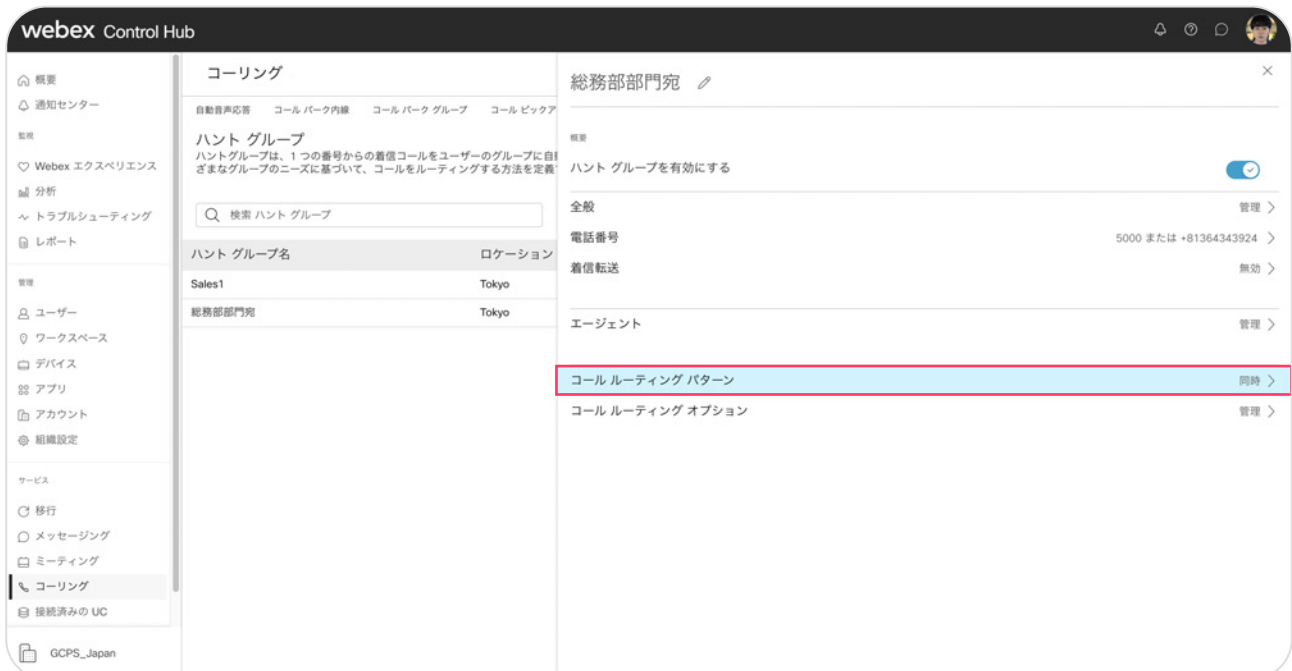 webex Control Hub
概要
通知センター
監視
Webex エクスペリエンス
分析
トラブルシューティング
レポート
管理
ユーザー
ワークスペース
デバイス
アプリ
アカウント
組織設定
サービス
移行
メッセージング
ミーティング
コーリング
接続済みの UC
GCPS_Japan
コーリング
自動音声応答 コール パーク内線 コール パーク グループ コール ピックア
ハント グループ
ハントグループは、1 つの番号からの着信コールをユーザーのグループに自動
ざまなグループのニーズに基づいて、コールをルーティングする方法を定義
検索 ハント グループ
ハント グループ名 ロケーション
Sales1 Tokyo
総務部部門宛 Tokyo
総務部部門宛
概要
ハント グループを有効にする
全般 管理
電話番号 5000 または +81364343924
着信転送 無効
エージェント 管理
コール ルーティング パターン 同時
コール ルーティング オプション 管理